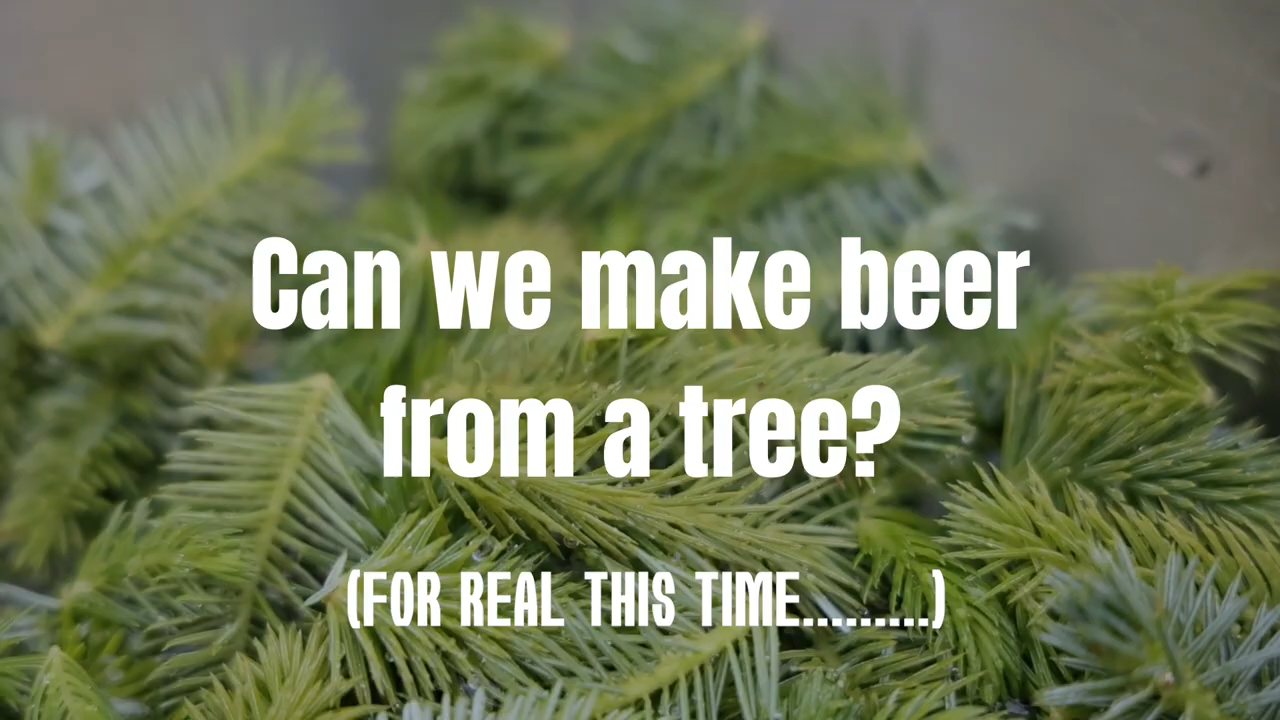 Can we make beer
from a tree?
(FOR REAL THIS TIME.........)